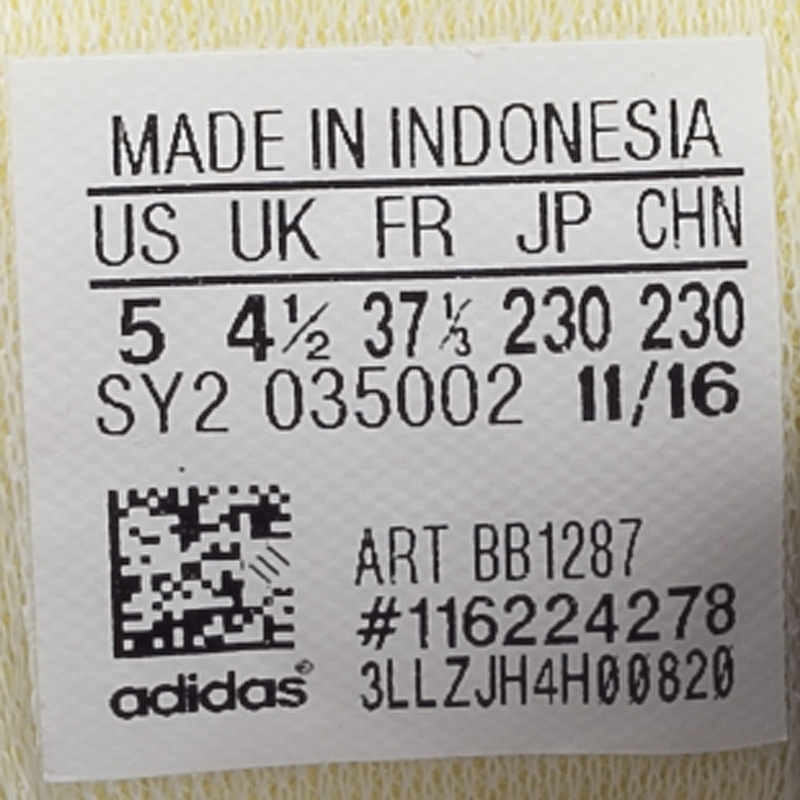 MADE IN INDONESIA
US UK FR JP CHN
5 4½ 37⅓ 230 230
SY2 035002 11/16
ART BB1287
#116224278
adidas® 3LLZJH4H00820